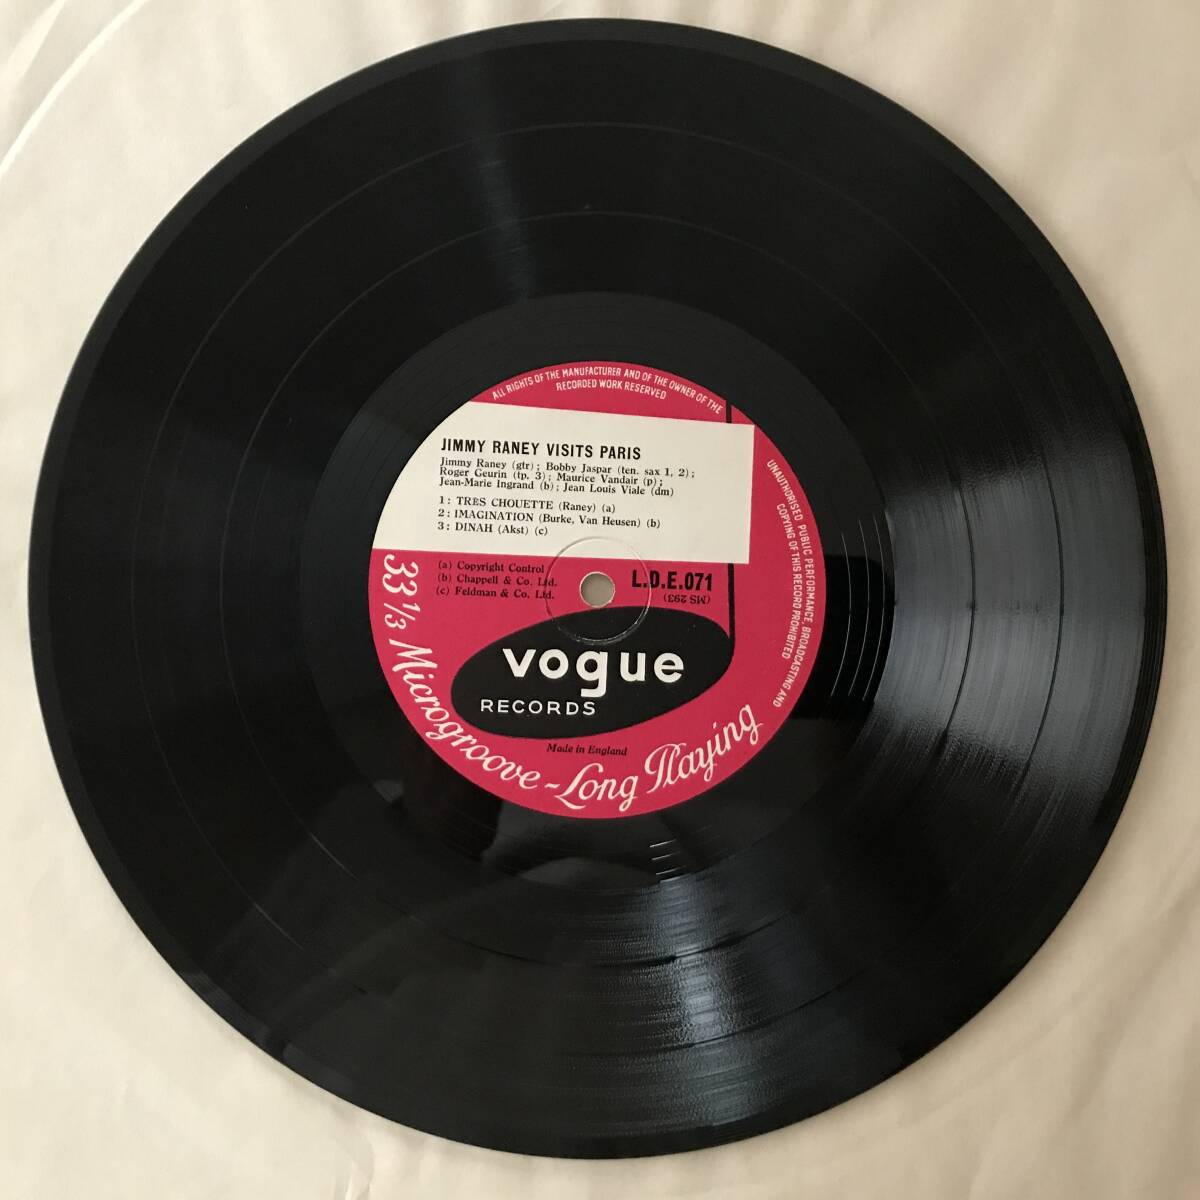 ALL RIGHTS OF THE MANUFACTURER AND OF THE OWNER OF THE
RECORDED WORK RESERVED
JIMMY RANEY VISITS PARIS
Jimmy Raney (gtr) ; Bobby Jaspar (ten. sax 1, 2) ;
Roger Geurin (tp. 3) ; Maurice Vandair (p) ;
Jean-Marie Ingrand (b) ; Jean Louis Viale (dm)
1 : TRES CHOUETTE (Raney) (a)
2 : IMAGINATION (Burke, Van Heusen) (b)
3 : DINAH (Akst) (c)
(a) Copyright Control
(b) Chappell & Co. Ltd.
(c) Feldman & Co. Ltd.
L.D.E.071
(MS 293)
vogue
RECORDS
Made in England
33 1/3 Microgroove - Long Playing
UNAUTHORISED PUBLIC PERFORMANCE, BROADCASTING AND
COPYING OF THIS RECORD PROHIBITED